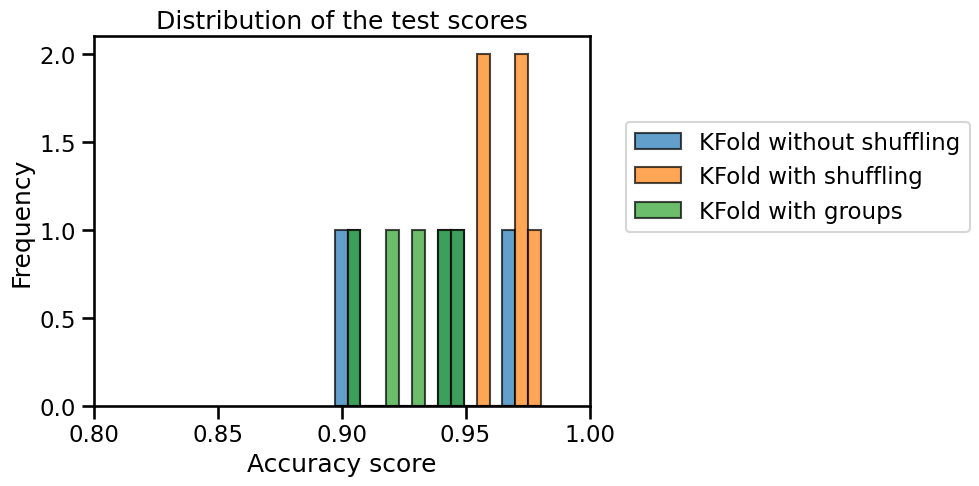 Distribution of the test scores
2.0
1.5
1.0
0.5
0.0
Frequency
0.80
0.85
0.90
0.95
1.00
Accuracy score
KFold without shuffling
KFold with shuffling
KFold with groups